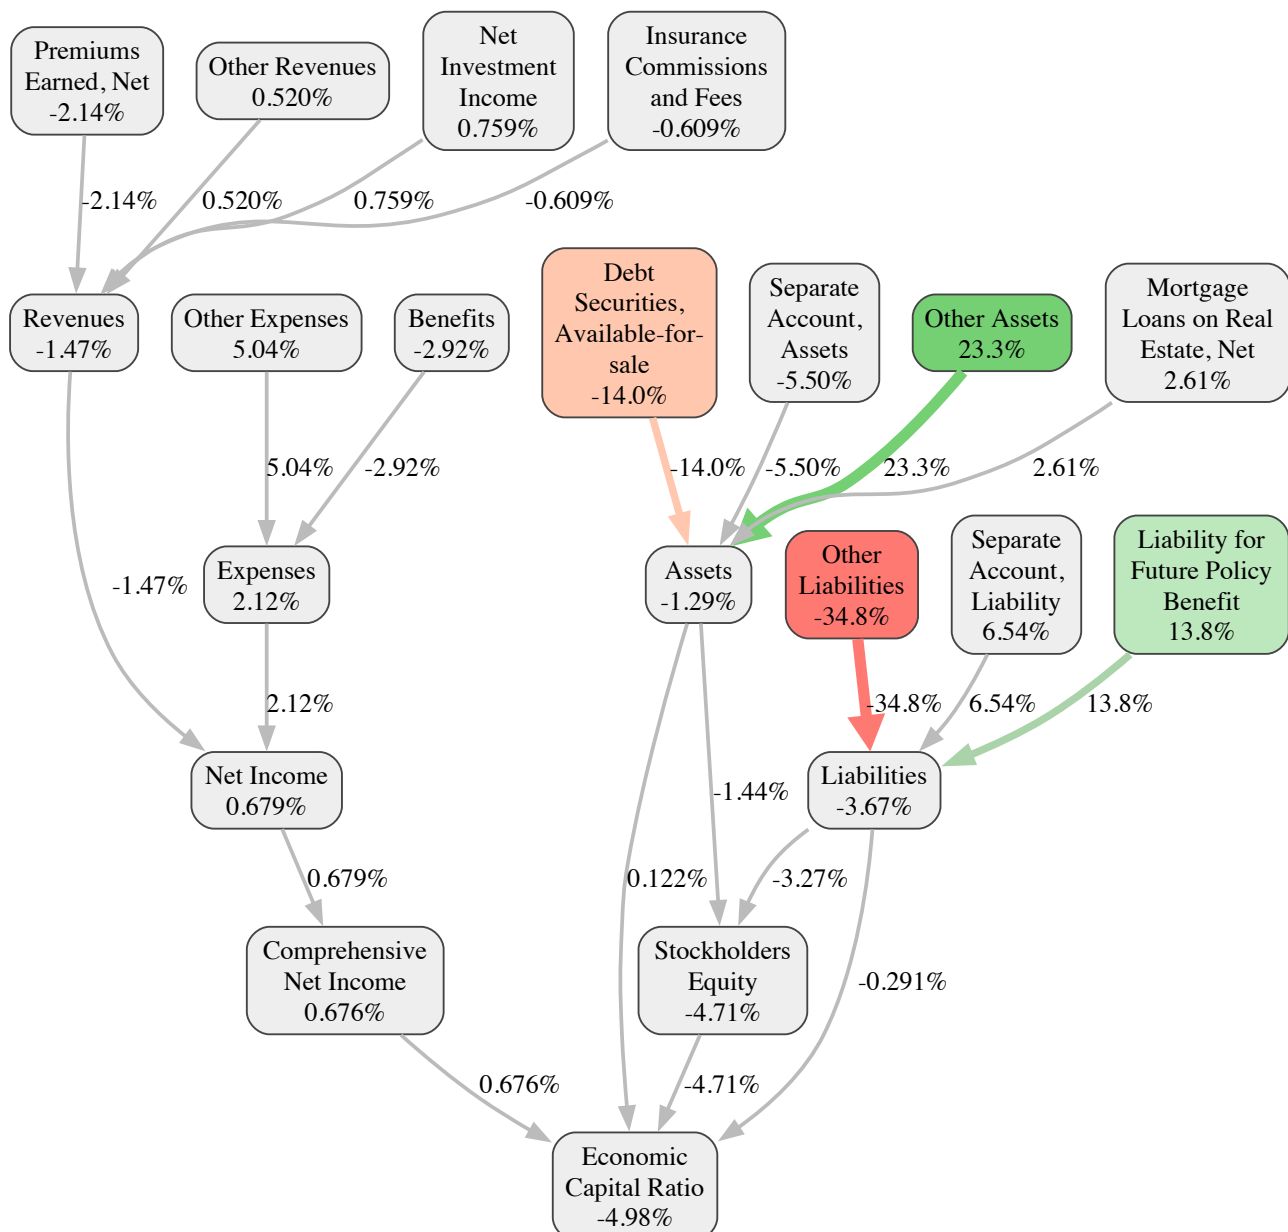 Premiums
Earned, Net
-2.14%
Other Revenues
0.520%
Net
Investment
Income
0.759%
Insurance
Commissions
and Fees
-0.609%
-2.14%
0.520%
0.759%
-0.609%
Revenues
-1.47%
Other Expenses
5.04%
Benefits
-2.92%
Debt
Securities,
Available-for-
sale
-14.0%
Separate
Account,
Assets
-5.50%
Other Assets
23.3%
Mortgage
Loans on Real
Estate, Net
2.61%
5.04%
-2.92%
-14.0%
-5.50%
23.3%
2.61%
-1.47%
Expenses
2.12%
Assets
-1.29%
Other
Liabilities
-34.8%
Separate
Account,
Liability
6.54%
Liability for
Future Policy
Benefit
13.8%
2.12%
-34.8%
6.54%
13.8%
Net Income
0.679%
-1.44%
Liabilities
-3.67%
0.679%
0.122%
-3.27%
Comprehensive
Net Income
0.676%
Stockholders
Equity
-4.71%
-0.291%
0.676%
-4.71%
Economic
Capital Ratio
-4.98%